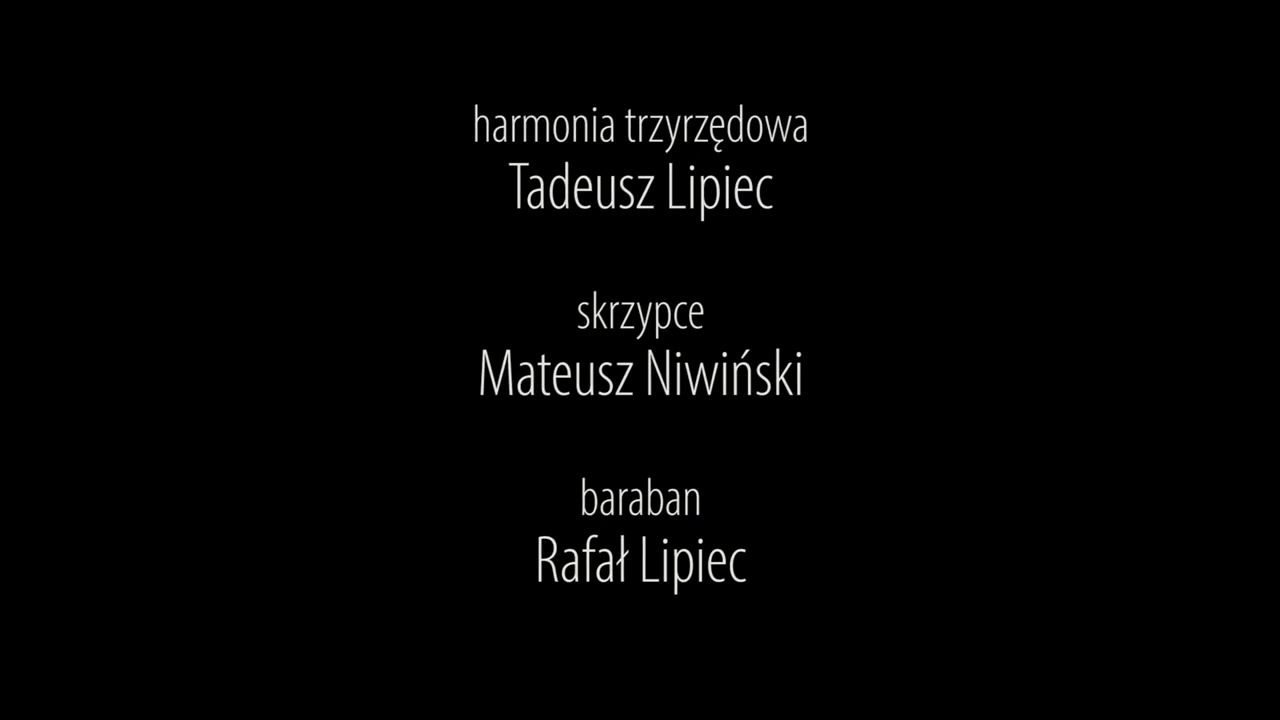 harmonia trzyrzędowa
Tadeusz Lipiec
skrzypce
Mateusz Niwiński
baraban
Rafał Lipiec